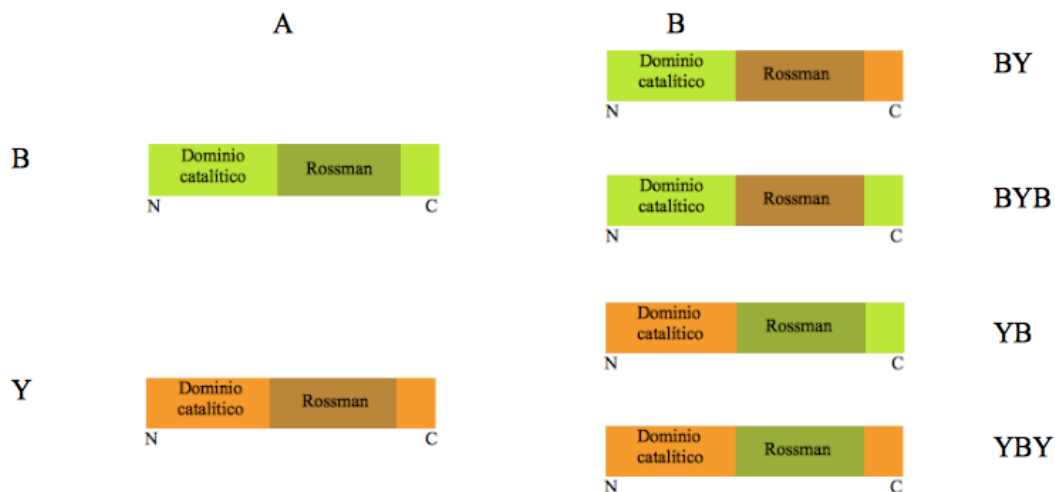 A
B
B
Dominio
catalítico
Rossman
N
C
Y
Dominio
catalítico
Rossman
N
C
Dominio
catalítico
Rossman
N
C
BY
Dominio
catalítico
Rossman
N
C
BYB
Dominio
catalítico
Rossman
N
C
YB
Dominio
catalítico
Rossman
N
C
YBY